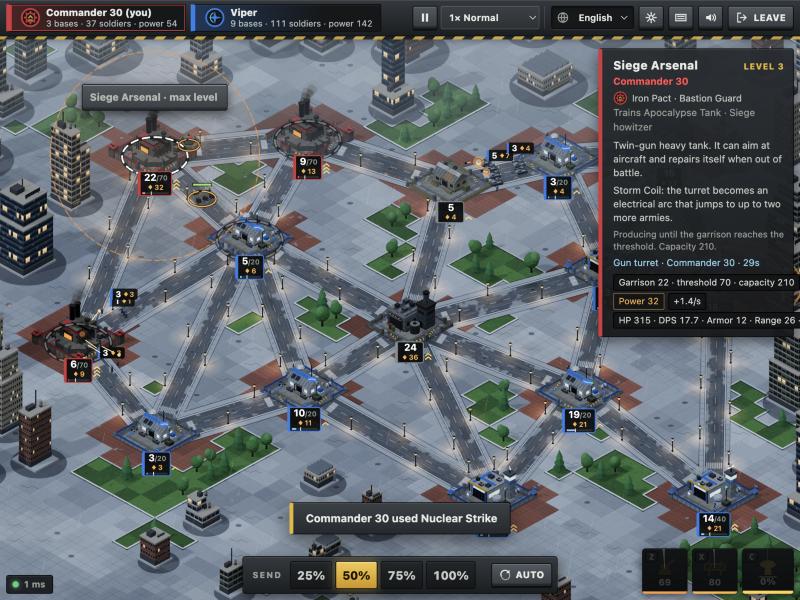 Commander 30 (you)
3 bases · 37 soldiers · power 54
Viper
9 bases · 111 soldiers · power 142
1× Normal
English
LEAVE
Siege Arsenal · max level
Siege Arsenal
LEVEL 3
Commander 30
Iron Pact · Bastion Guard
Trains Apocalypse Tank · Siege
howitzer
Twin-gun heavy tank. It can aim at
aircraft and repairs itself when out of
battle.
Storm Coil: the turret becomes an
electrical arc that jumps to up to two
more armies.
Producing until the garrison reaches the
threshold. Capacity 210.
Gun turret · Commander 30 · 29s
Garrison 22 · threshold 70 · capacity 210
Power 32
+1.4/s
HP 315 · DPS 17.7 · Armor 12 · Range 26 ·
22/70
♦ 32
9/70
♦ 13
5 ♦
3 ♦ 4
3/20
♦ 4
5
♦ 4
5/20
♦ 6
3 ♦ 3
♦ 1
3
6/70
♦ 9
24
♦ 36
10/20
♦ 11
19/20
♦ 21
3/20
♦ 3
14/40
♦ 21
Commander 30 used Nuclear Strike
SEND
25%
50%
75%
100%
AUTO
1 ms
Z
69
X
80
C
0%